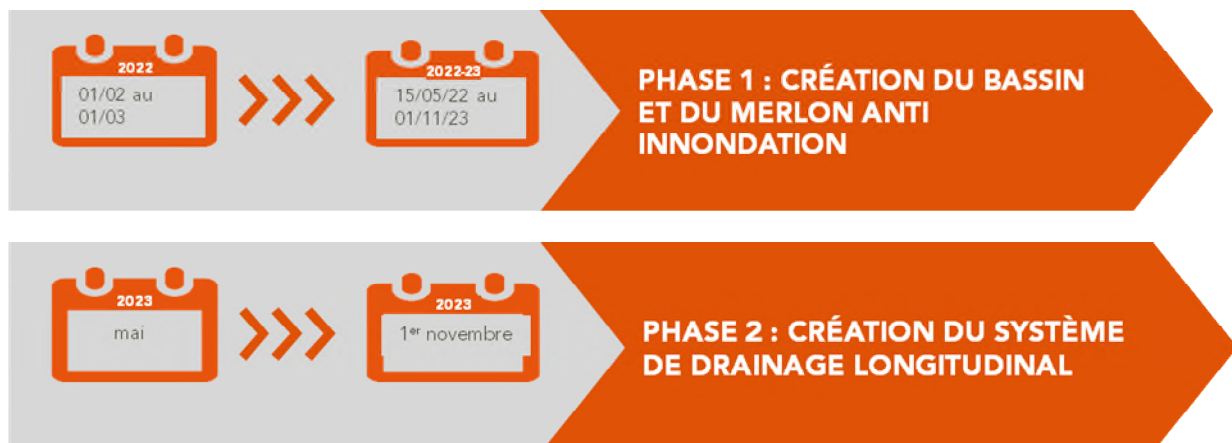 2022
01/02 au
01/03
2022-23
15/05/22 au
01/11/23
PHASE 1 : CRÉATION DU BASSIN
ET DU MERLON ANTI
INNONDATION
2023
mai
2023
1er novembre
PHASE 2 : CRÉATION DU SYSTÈME
DE DRAINAGE LONGITUDINAL